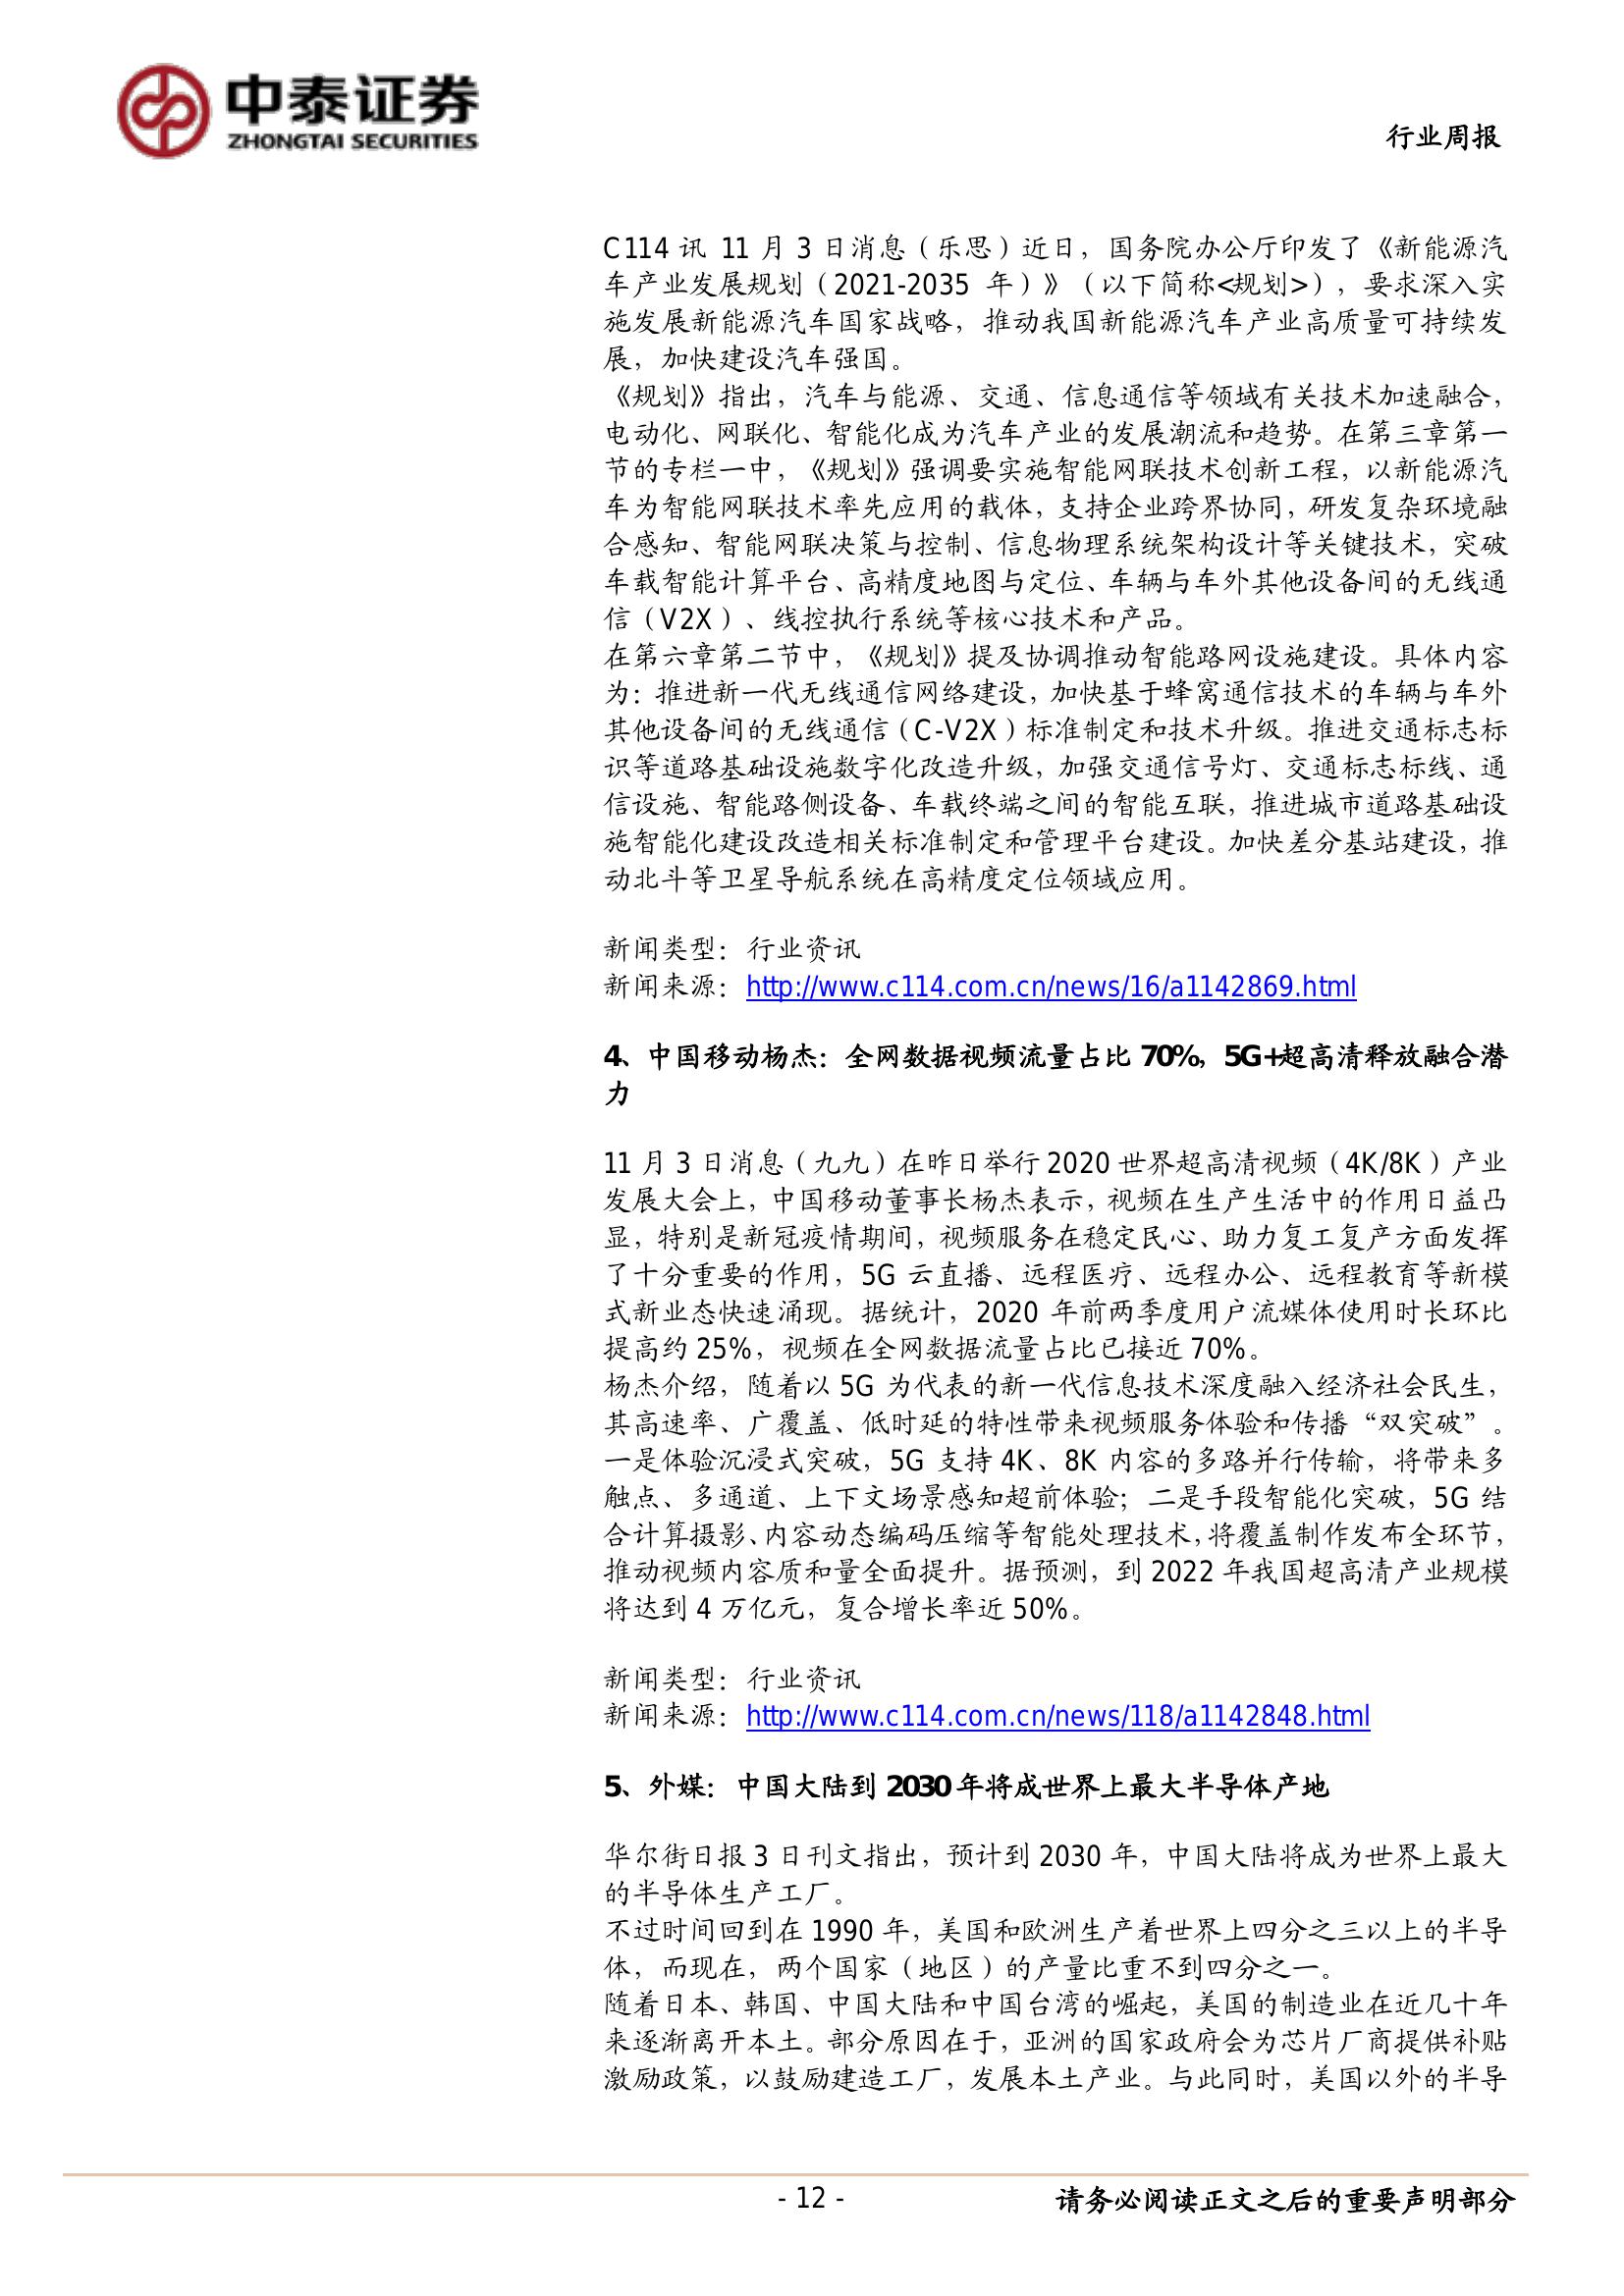 中泰证券
ZHONGTAI SECURITIES
行业周报
C114 讯 11 月 3 日消息（乐思）近日，国务院办公厅印发了《新能源汽
车产业发展规划（2021-2035 年）》（以下简称<规划>），要求深入实
施发展新能源汽车国家战略，推动我国新能源汽车产业高质量可持续发
展，加快建设汽车强国。
《规划》指出，汽车与能源、交通、信息通信等领域有关技术加速融合，
电动化、网联化、智能化成为汽车产业的发展潮流和趋势。在第三章第一
节的专栏一中，《规划》强调要实施智能网联技术创新工程，以新能源汽
车为智能网联技术率先应用的载体，支持企业跨界协同，研发复杂环境融
合感知、智能网联决策与控制、信息物理系统架构设计等关键技术，突破
车载智能计算平台、高精度地图与定位、车辆与车外其他设备间的无线通
信（V2X）、线控执行系统等核心技术和产品。
在第六章第二节中，《规划》提及协调推动智能路网设施建设。具体内容
为：推进新一代无线通信网络建设，加快基于蜂窝通信技术的车辆与车外
其他设备间的无线通信（C-V2X）标准制定和技术升级。推进交通标志标
识等道路基础设施数字化改造升级，加强交通信号灯、交通标志标线、通
信设施、智能路侧设备、车载终端之间的智能互联，推进城市道路基础设
施智能化建设改造相关标准制定和管理平台建设。加快差分基站建设，推
动北斗等卫星导航系统在高精度定位领域应用。
新闻类型：行业资讯
新闻来源：http://www.c114.com.cn/news/16/a1142869.html
4、中国移动杨杰：全网数据视频流量占比 70%，5G+超高清释放融合潜
力
11 月 3 日消息（九九）在昨日举行 2020 世界超高清视频（4K/8K）产业
发展大会上，中国移动董事长杨杰表示，视频在生产生活中的作用日益凸
显，特别是新冠疫情期间，视频服务在稳定民心、助力复工复产方面发挥
了十分重要的作用，5G 云直播、远程医疗、远程办公、远程教育等新模
式新业态快速涌现。据统计，2020 年前两季度用户流媒体使用时长环比
提高约 25%，视频在全网数据流量占比已接近 70%。
杨杰介绍，随着以 5G 为代表的新一代信息技术深度融入经济社会民生，
其高速率、广覆盖、低时延的特性带来视频服务体验和传播“双突破”。
一是体验沉浸式突破，5G 支持 4K、8K 内容的多路并行传输，将带来多
触点、多通道、上下文场景感知超前体验；二是手段智能化突破，5G 结
合计算摄影、内容动态编码压缩等智能处理技术，将覆盖制作发布全环节，
推动视频内容质和量全面提升。据预测，到 2022 年我国超高清产业规模
将达到 4 万亿元，复合增长率近 50%。
新闻类型：行业资讯
新闻来源：http://www.c114.com.cn/news/118/a1142848.html
5、外媒：中国大陆到 2030 年将成世界上最大半导体产地
华尔街日报 3 日刊文指出，预计到 2030 年，中国大陆将成为世界上最大
的半导体生产工厂。
不过时间回到在 1990 年，美国和欧洲生产着世界上四分之三以上的半导
体，而现在，两个国家（地区）的产量比重不到四分之一。
随着日本、韩国、中国大陆和中国台湾的崛起，美国的制造业在近几十年
来逐渐离开本土。部分原因在于，亚洲的国家政府会为芯片厂商提供补贴
激励政策，以鼓励建造工厂，发展本土产业。与此同时，美国以外的半导
- 12 -
请务必阅读正文之后的重要声明部分